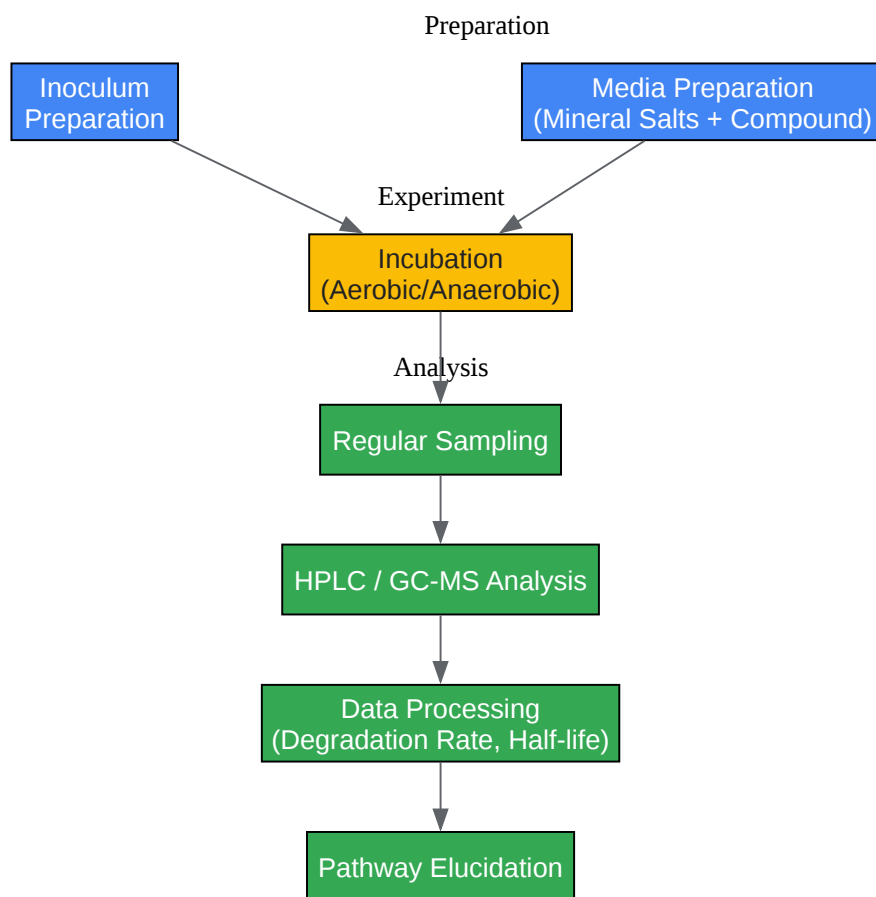 Preparation
Inoculum
Preparation
Media Preparation
(Mineral Salts + Compound)
Experiment
Incubation
(Aerobic/Anaerobic)
Analysis
Regular Sampling
HPLC / GC-MS Analysis
Data Processing
(Degradation Rate, Half-life)
Pathway Elucidation